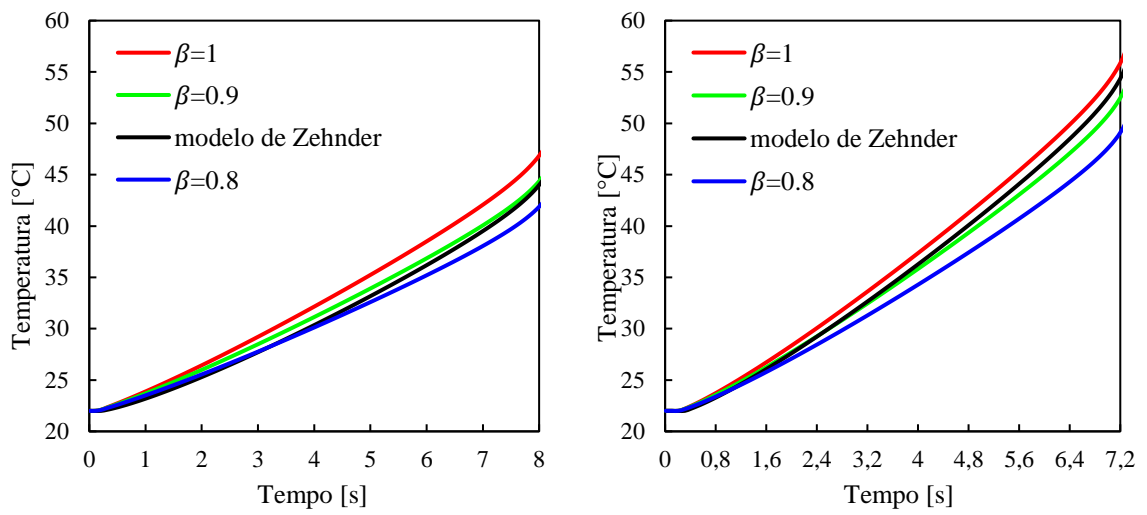 60
55
50
45
40
35
30
25
20
Temperatura [°C]
β=1
β=0.9
modelo de Zehnder
β=0.8
0 1 2 3 4 5 6 7 8
Tempo [s]
60
55
50
45
40
35
30
25
20
Temperatura [°C]
β=1
β=0.9
modelo de Zehnder
β=0.8
0 0,8 1,6 2,4 3,2 4 4,8 5,6 6,4 7,2
Tempo [s]